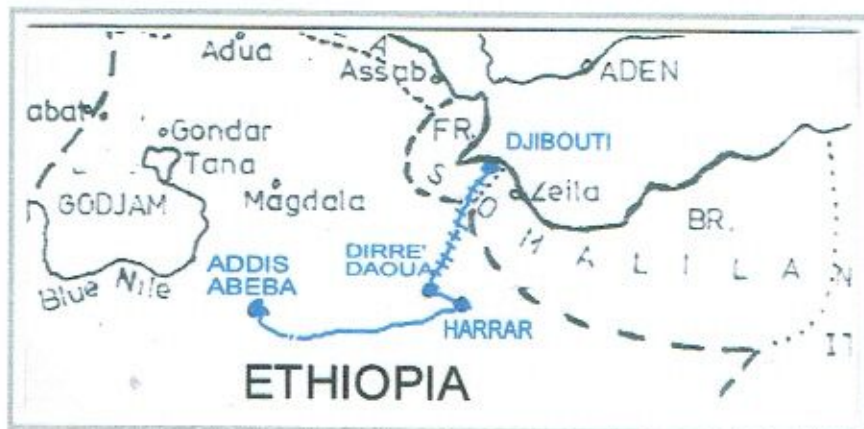 Adua
A
Assab
ADEN
abat
Gondar
Tana
FR.
DJIBOUTI
GODJAM
Magdala
Zeila
BR.
S O M A L I L A N
DIRRE'
DAOUA
ADDIS
ABEBA
Blue Nile
HARRAR
IT
ETHIOPIA